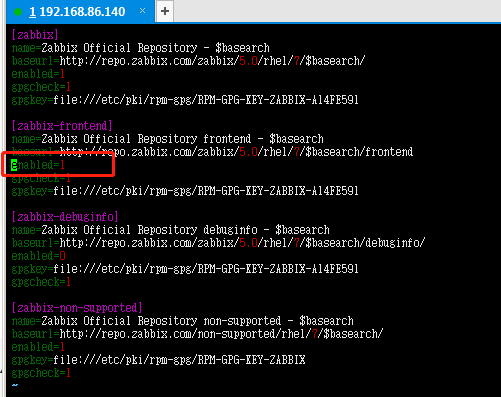 1 192.168.86.140
[zabbix]
name=Zabbix Official Repository - $basearch
baseurl=http://repo.zabbix.com/zabbix/5.0/rhel/7/$basearch/
enabled=1
gpgcheck=1
gpgkey=file:///etc/pki/rpm-gpg/RPM-GPG-KEY-ZABBIX-A14FE591
[zabbix-frontend]
name=Zabbix Official Repository frontend - $basearch
baseurl=http://repo.zabbix.com/zabbix/5.0/rhel/7/$basearch/frontend
enabled=1
gpgcheck=1
gpgkey=file:///etc/pki/rpm-gpg/RPM-GPG-KEY-ZABBIX-A14FE591
[zabbix-debuginfo]
name=Zabbix Official Repository debuginfo - $basearch
baseurl=http://repo.zabbix.com/zabbix/5.0/rhel/7/$basearch/debuginfo/
enabled=0
gpgkey=file:///etc/pki/rpm-gpg/RPM-GPG-KEY-ZABBIX-A14FE591
gpgcheck=1
[zabbix-non-supported]
name=Zabbix Official Repository non-supported - $basearch
baseurl=http://repo.zabbix.com/non-supported/rhel/7/$basearch/
enabled=1
gpgkey=file:///etc/pki/rpm-gpg/RPM-GPG-KEY-ZABBIX
gpgcheck=1
~